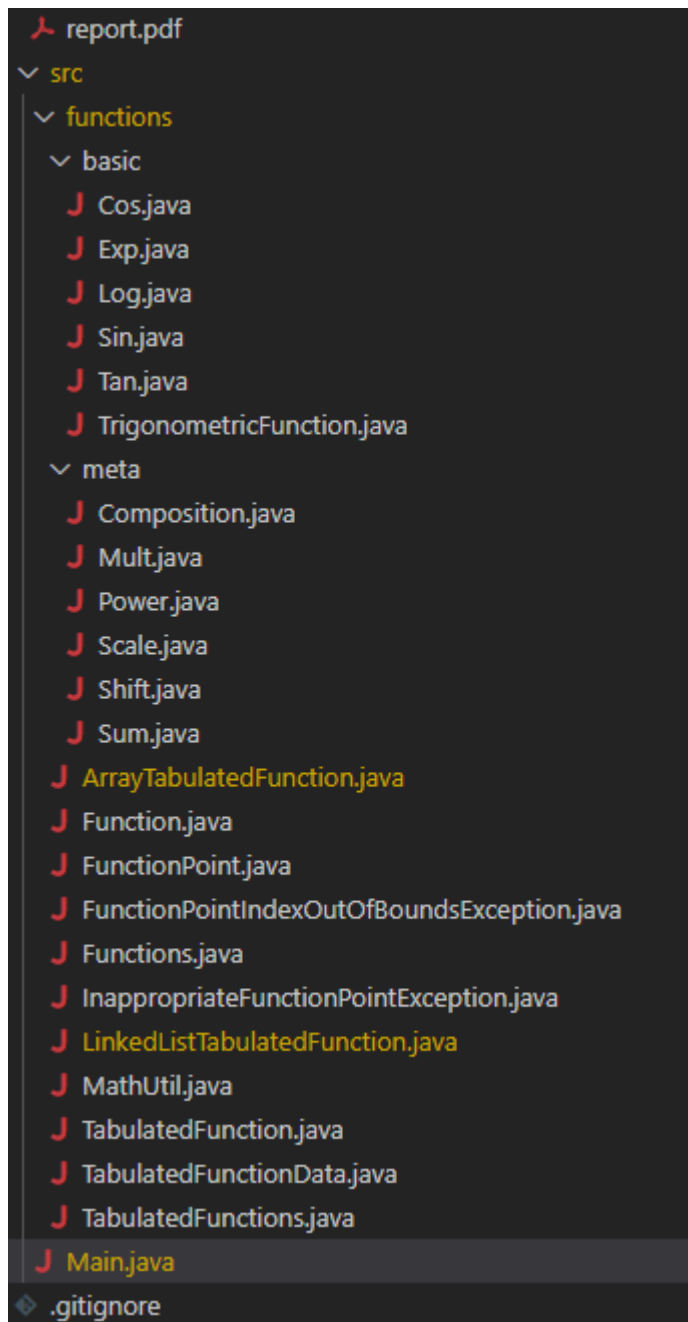 report.pdf
src
functions
basic
Cos.java
Exp.java
Log.java
Sin.java
Tan.java
TrigonometricFunction.java
meta
Composition.java
Mult.java
Power.java
Scale.java
Shift.java
Sum.java
ArrayTabulatedFunction.java
Function.java
FunctionPoint.java
FunctionPointIndexOutOfBoundsException.java
Functions.java
InappropriateFunctionPointException.java
LinkedListTabulatedFunction.java
MathUtil.java
TabulatedFunction.java
TabulatedFunctionData.java
TabulatedFunctions.java
Main.java
.gitignore